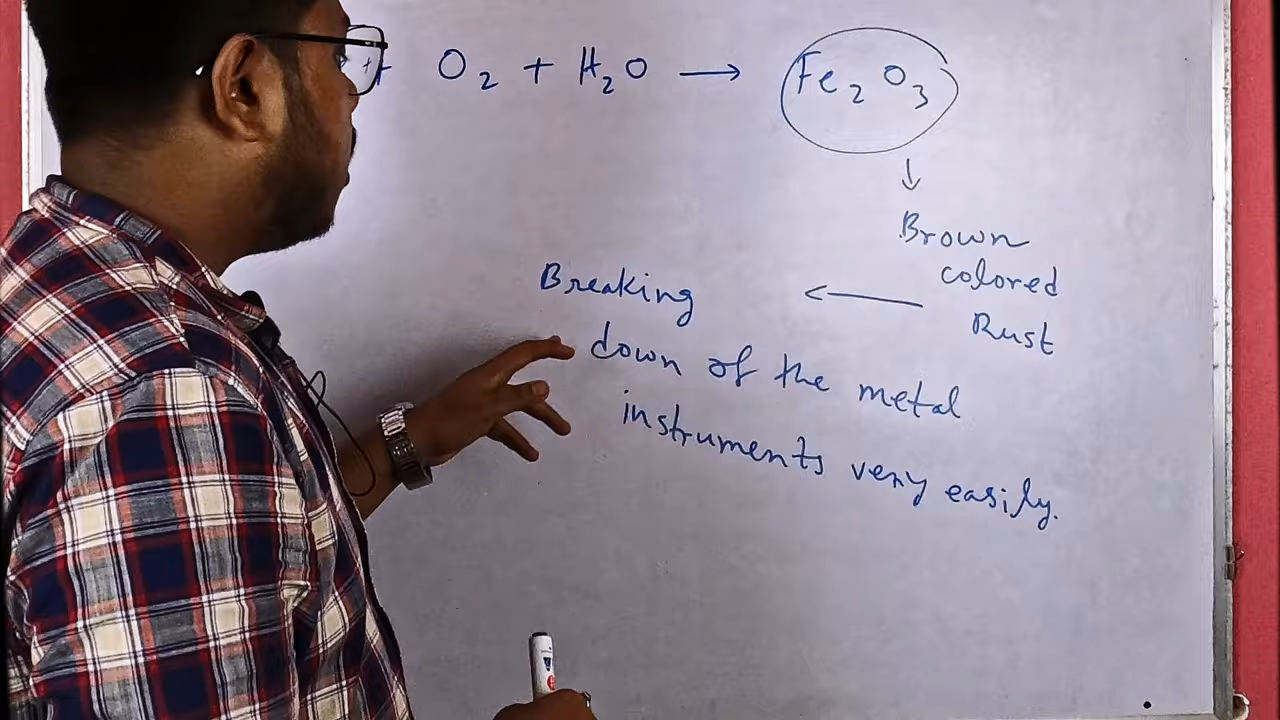 + O₂ + H₂O → Fe₂O₃
↓
Brown
colored
Rust
←
Breaking
down of the metal
instruments very easily.